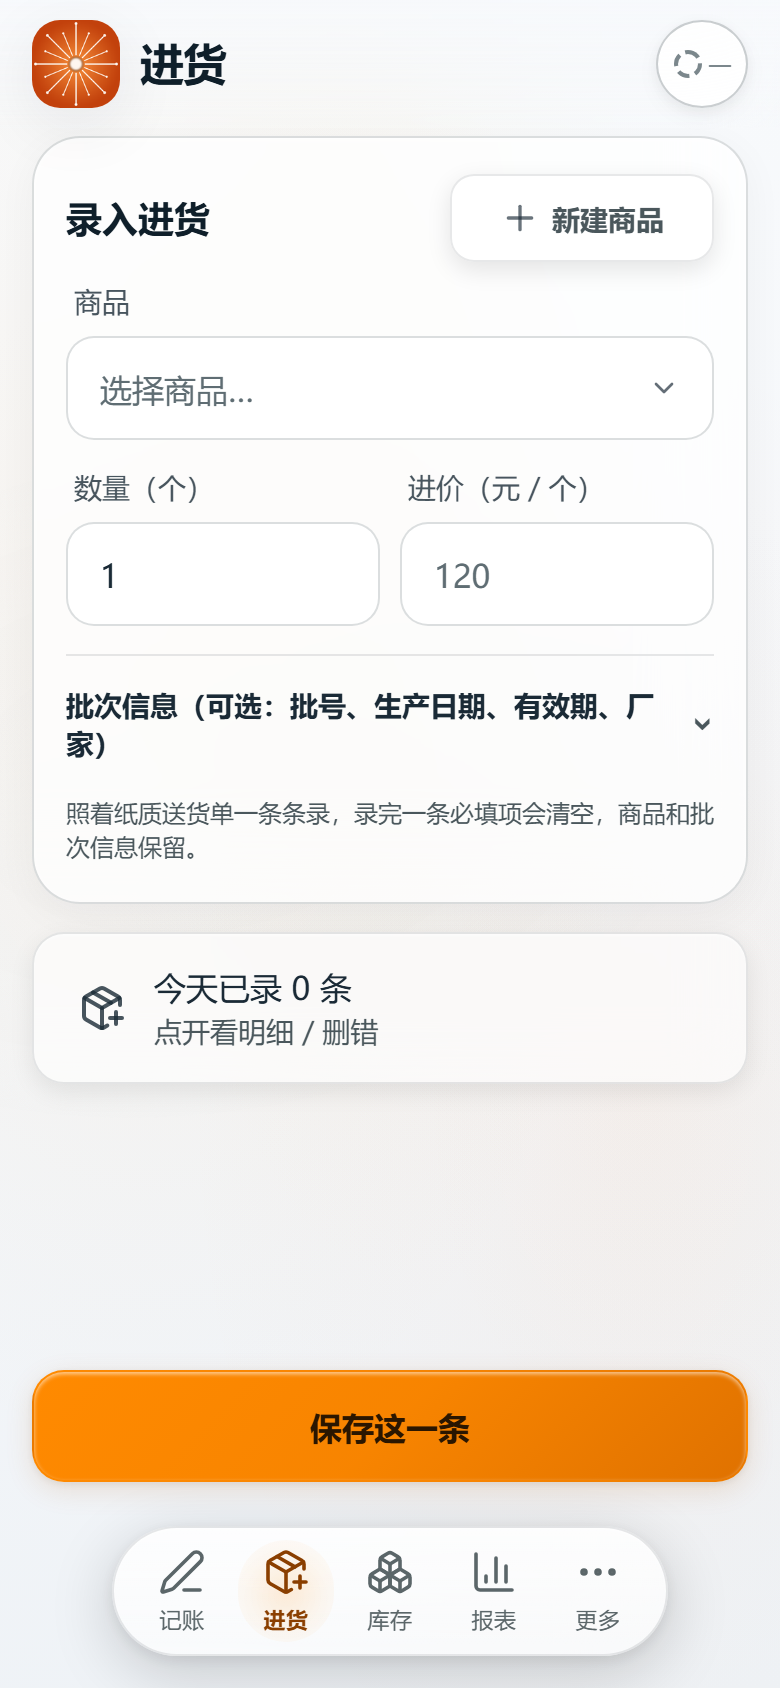 进货
录入进货
新建商品
商品
选择商品...
数量（个）
进价（元 / 个）
1
120
批次信息（可选：批号、生产日期、有效期、厂
家）
照着纸质送货单一条条录，录完一条必填项会清空，商品和批
次信息保留。
今天已录 0 条
点开看明细 / 删错
保存这一条
记账
进货
库存
报表
更多